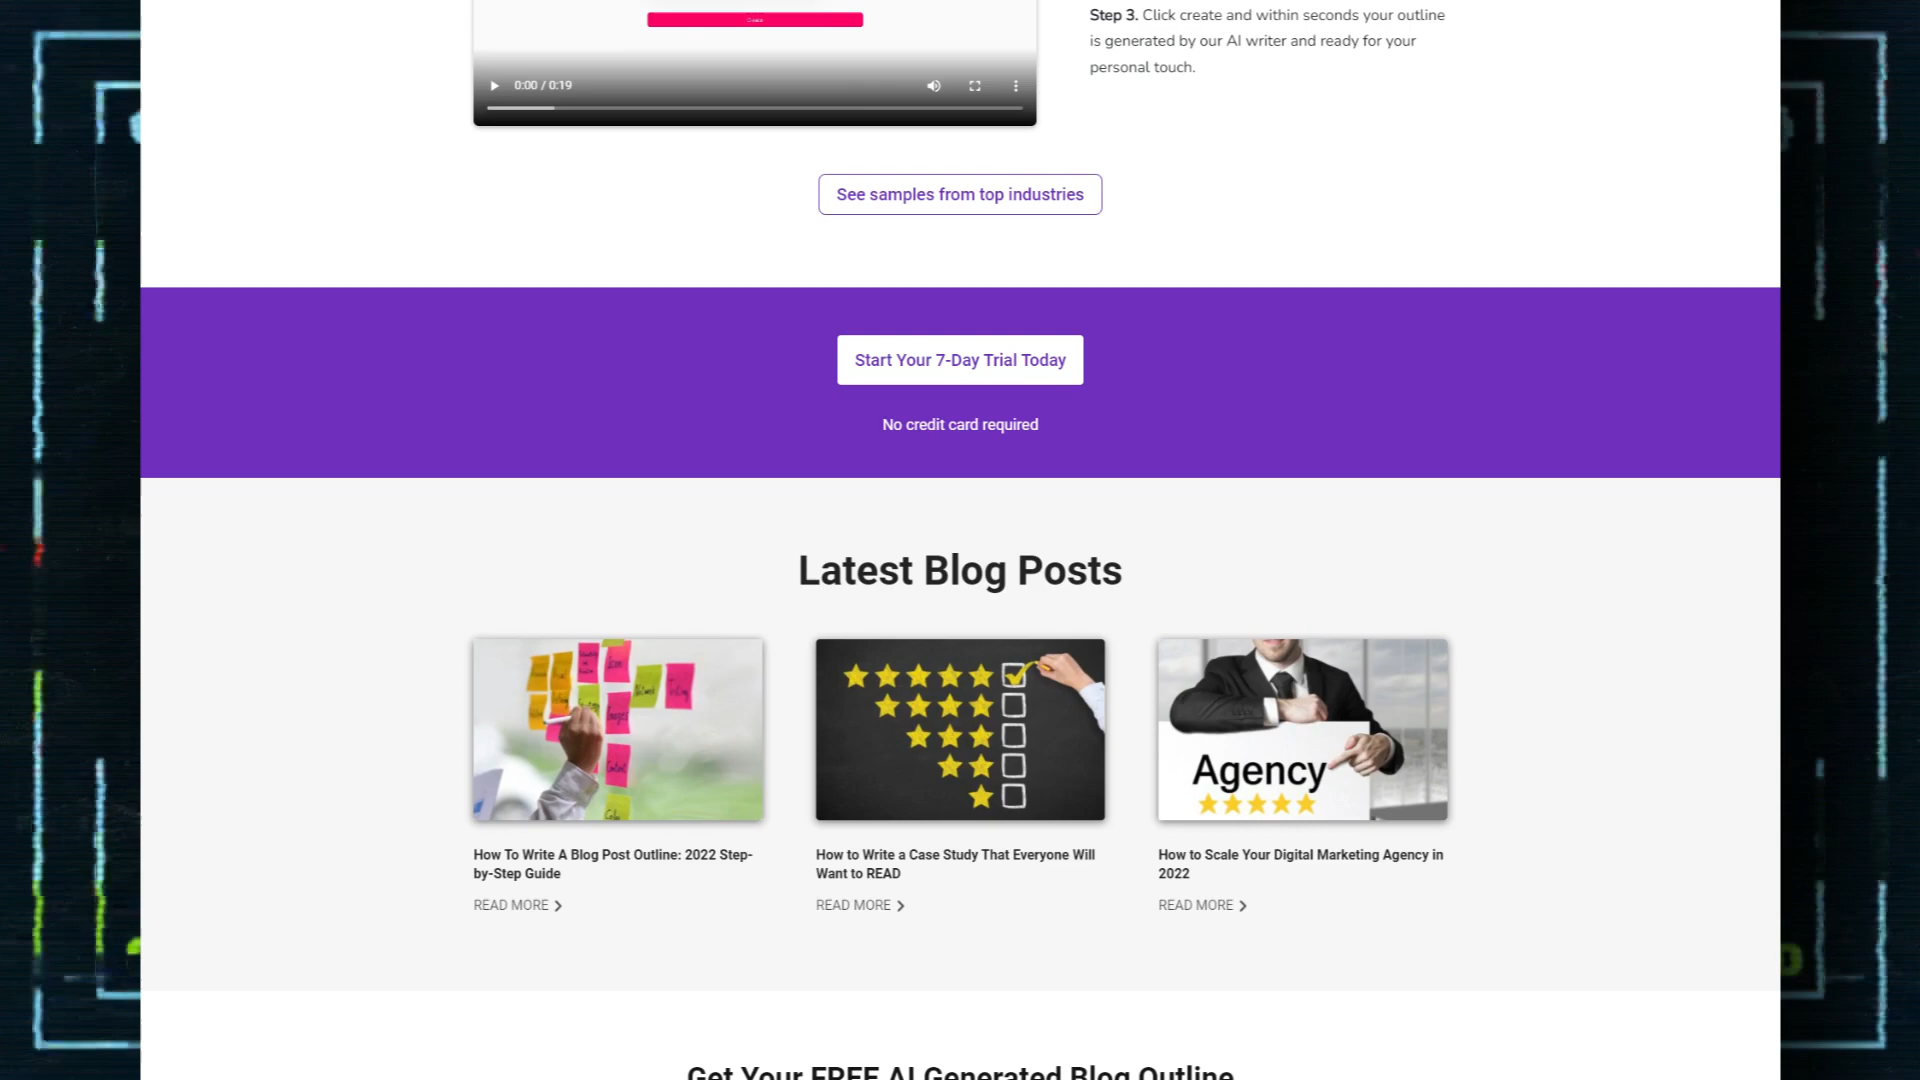 Create
Step 3. Click create and within seconds your outline
is generated by our AI writer and ready for your
personal touch.
0:00 / 0:19
See samples from top industries
Start Your 7-Day Trial Today
No credit card required
Latest Blog Posts
Agency
How To Write A Blog Post Outline: 2022 Step-
by-Step Guide
READ MORE
How to Write a Case Study That Everyone Will
Want to READ
READ MORE
How to Scale Your Digital Marketing Agency in
2022
READ MORE
Get Your FREE AI Generated Blog Outline